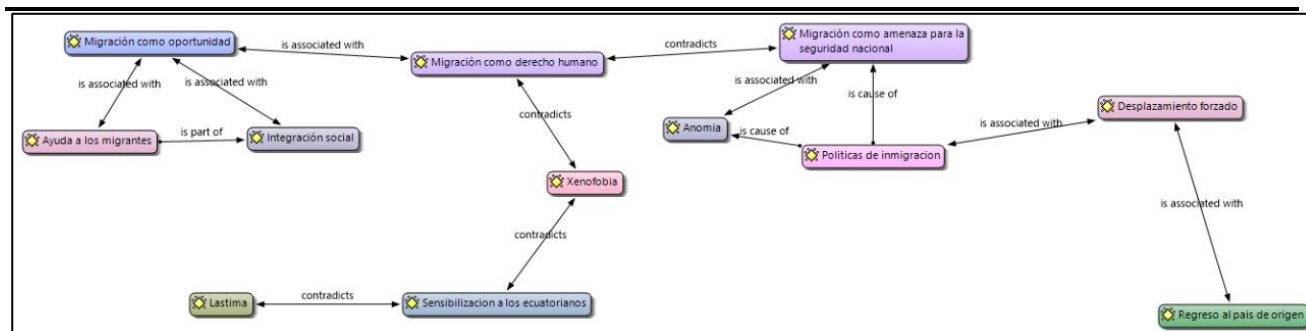 Migración como oportunidad
is associated with
Migración como derecho humano
contradicts
Migración como amenaza para la
seguridad nacional
is associated with
is associated with
is associated with
is cause of
Desplazamiento forzado
Ayuda a los migrantes
is part of
Integración social
contradicts
Anomia
is cause of
Politicas de inmigracion
is associated with
Xenofobia
is associated with
contradicts
Lastima
contradicts
Sensibilizacion a los ecuatorianos
Regreso al pais de origen